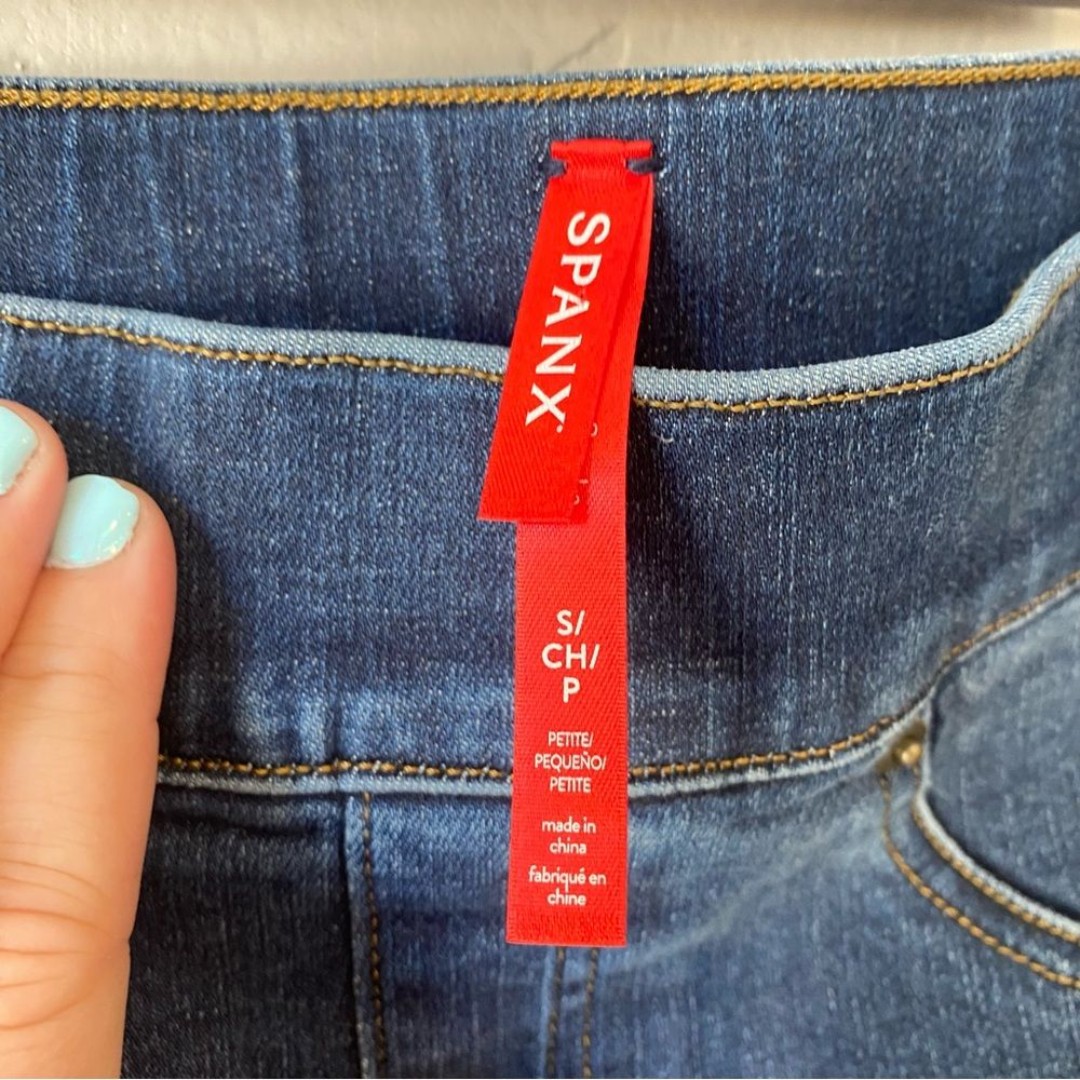 SPANX
S/
CH/
P
PETITE/
PEQUEÑO/
PETITE
made in
china
fabriqué en
chine